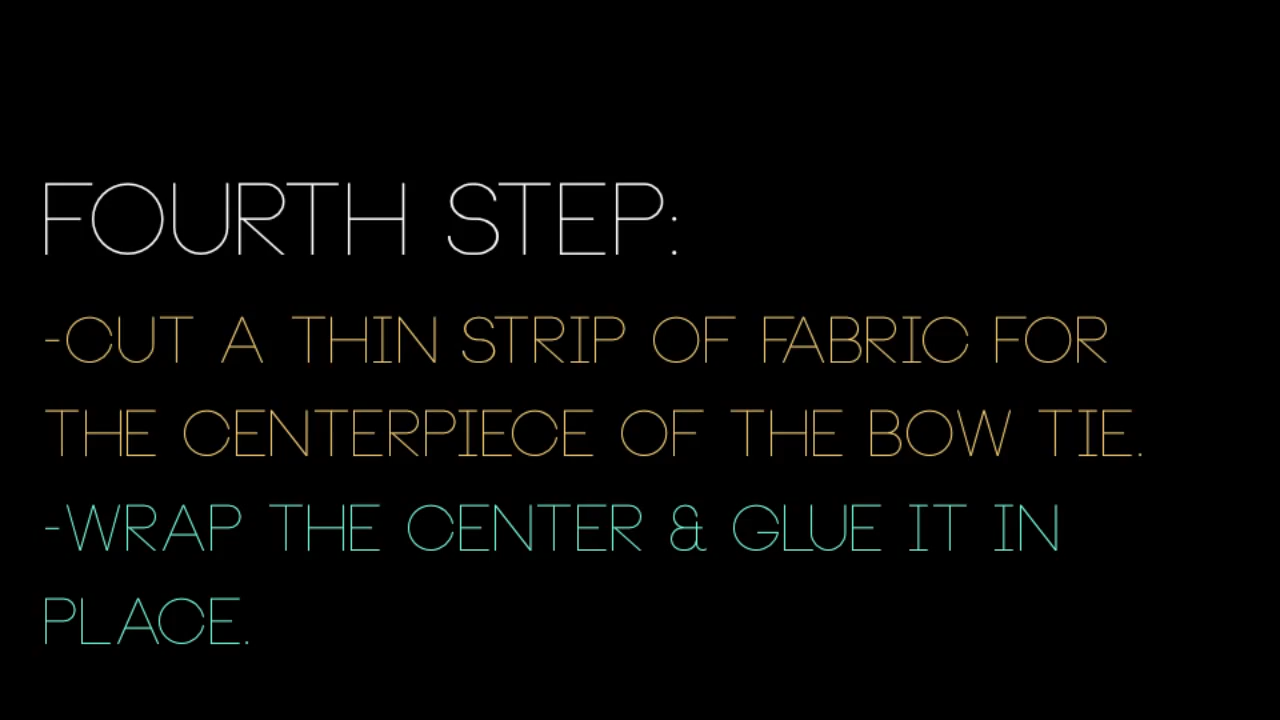 FOURTH STEP:
-CUT A THIN STRIP OF FABRIC FOR
THE CENTERPIECE OF THE BOW TIE.
-WRAP THE CENTER & GLUE IT IN
PLACE.